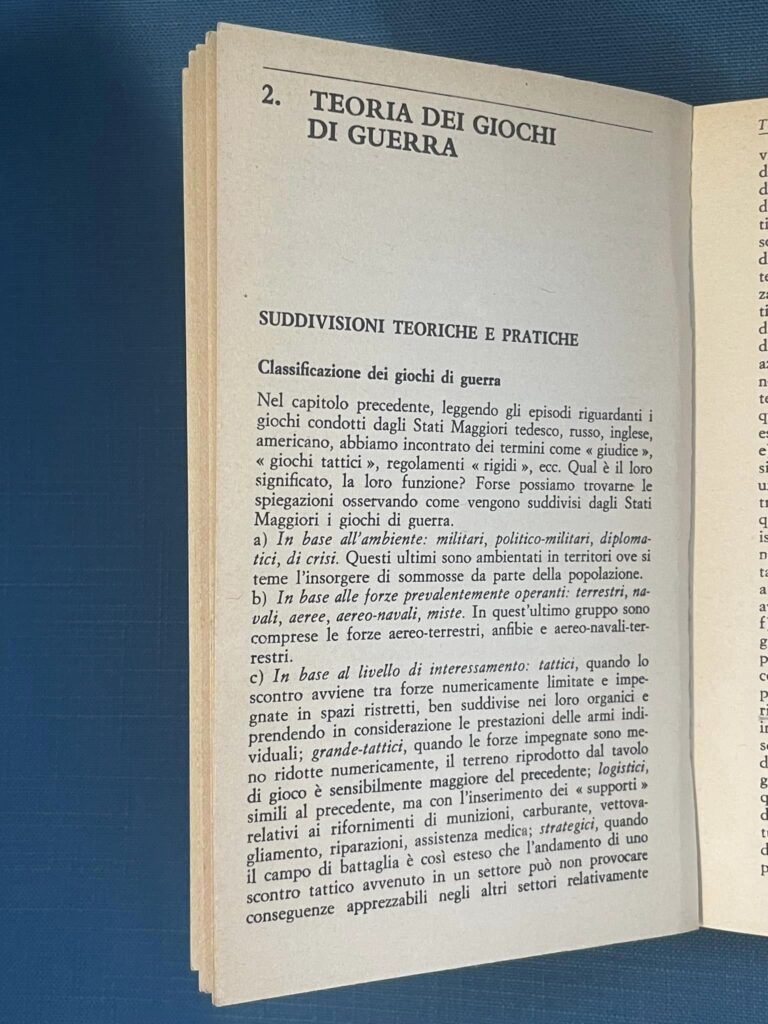 2. TEORIA DEI GIOCHI
DI GUERRA
SUDDIVISIONI TEORICHE E PRATICHE
Classificazione dei giochi di guerra
Nel capitolo precedente, leggendo gli episodi riguardanti i
giochi condotti dagli Stati Maggiori tedesco, russo, inglese,
americano, abbiamo incontrato dei termini come « giudice »,
« giochi tattici », regolamenti « rigidi », ecc. Qual è il loro
significato, la loro funzione? Forse possiamo trovarne le
spiegazioni osservando come vengono suddivisi dagli Stati
Maggiori i giochi di guerra.
a) In base all'ambiente: militari, politico-militari, diploma-
tici, di crisi. Questi ultimi sono ambientati in territori ove si
teme l'insorgere di sommosse da parte della popolazione.
b) In base alle forze prevalentemente operanti: terrestri, na-
vali, aeree, aereo-navali, miste. In quest'ultimo gruppo sono
comprese le forze aereo-terrestri, anfibie e aereo-navali-ter-
restri.
c) In base al livello di interessamento: tattici, quando lo
scontro avviene tra forze numericamente limitate e impe-
gnate in spazi ristretti, ben suddivise nei loro organici e
prendendo in considerazione le prestazioni delle armi indi-
viduali; grande-tattici, quando le forze impegnate sono me-
no ridotte numericamente, il terreno riprodotto dal tavolo
di gioco è sensibilmente maggiore del precedente; logistici,
simili al precedente, ma con l'inserimento dei « supporti »
relativi ai rifornimenti di munizioni, carburante, vettova-
gliamento, riparazioni, assistenza medica; strategici, quando
il campo di battaglia è così esteso che l'andamento di uno
scontro tattico avvenuto in un settore può non provocare
conseguenze apprezzabili negli altri settori relativamente